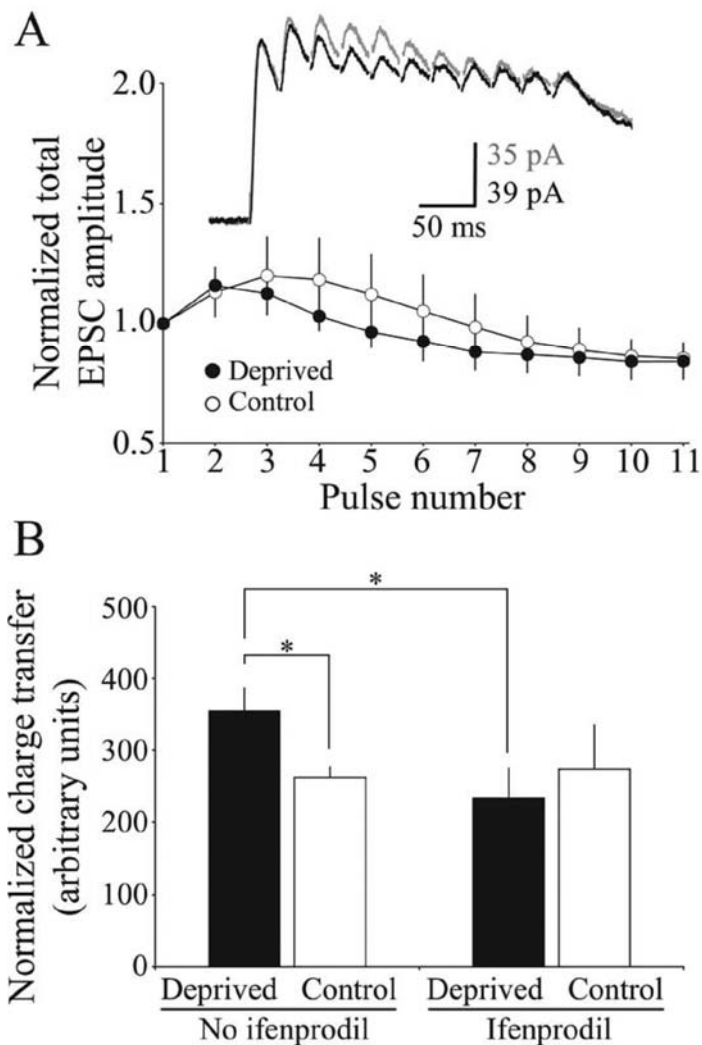 A
Normalized total
EPSC amplitude
2.0
1.5
1.0
0.5
35 pA
39 pA
50 ms
Deprived
Control
1 2 3 4 5 6 7 8 9 10 11
Pulse number
B
Normalized charge transfer
(arbitrary units)
500
400
300
200
100
0
*
*
Deprived Control Deprived Control
No ifenprodil Ifenprodil